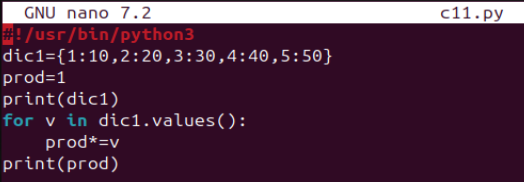 GNU nano 7.2 c11.py
#!/usr/bin/python3
dic1={1:10,2:20,3:30,4:40,5:50}
prod=1
print(dic1)
for v in dic1.values():
    prod*=v
print(prod)